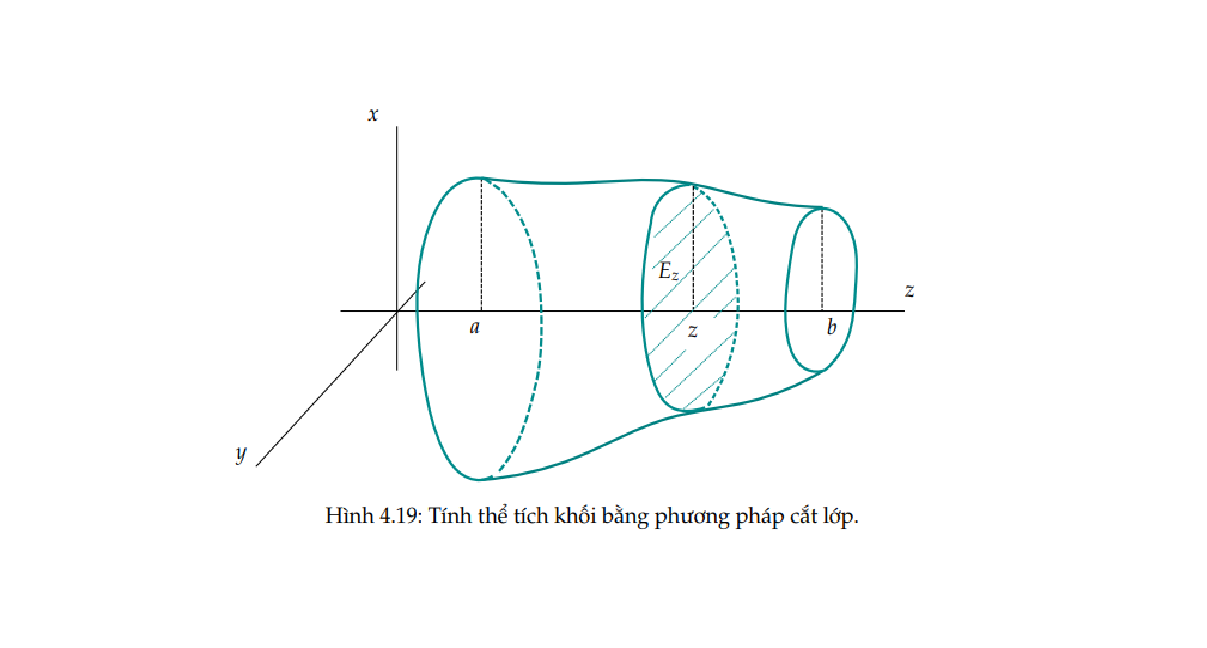 x
z
E_z
a
z
b
y
Hình 4.19: Tính thể tích khối bằng phương pháp cắt lớp.